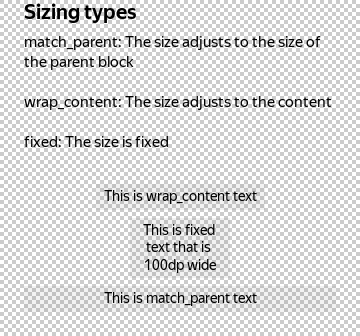 Sizing types
match_parent: The size adjusts to the size of
the parent block
wrap_content: The size adjusts to the content
fixed: The size is fixed
This is wrap_content text
This is fixed
text that is
100dp wide
This is match_parent text